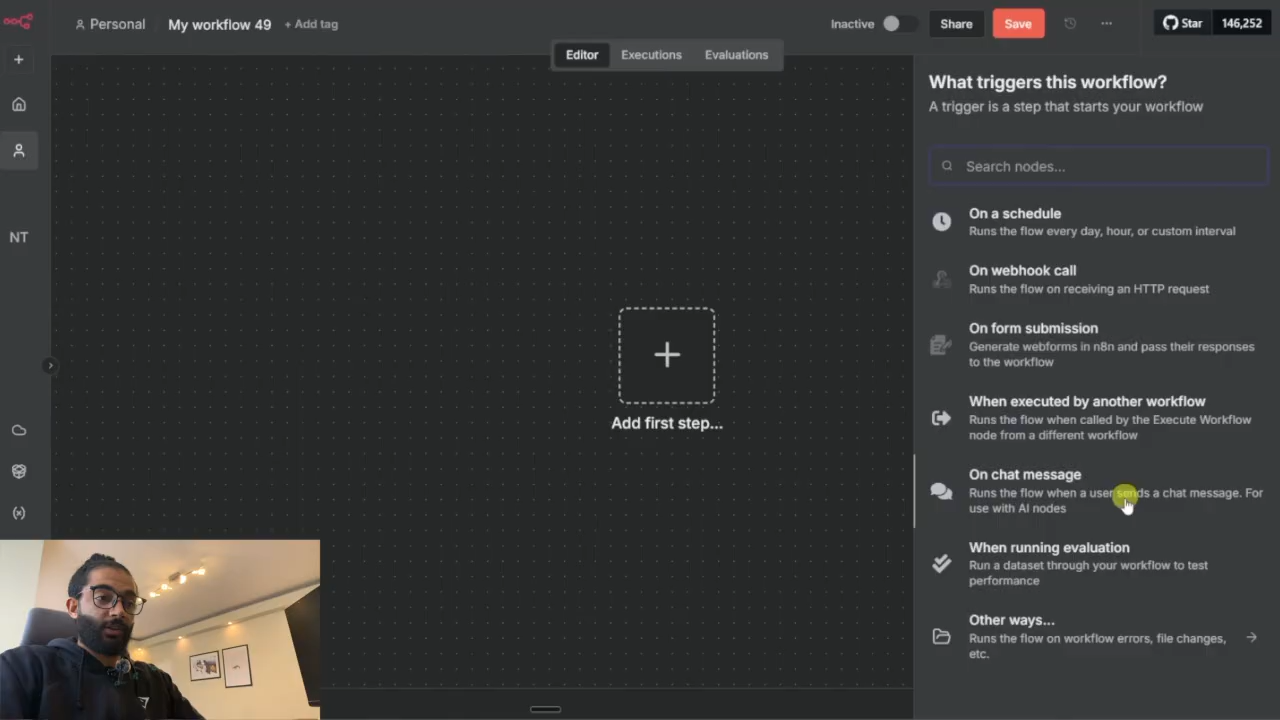 Personal
My workflow 49
+ Add tag
Inactive
Share
Save
Star
146,252
Editor
Executions
Evaluations
NT
Add first step...
What triggers this workflow?
A trigger is a step that starts your workflow
Search nodes...
On a schedule
Runs the flow every day, hour, or custom interval
On webhook call
Runs the flow on receiving an HTTP request
On form submission
Generate webforms in n8n and pass their responses
to the workflow
When executed by another workflow
Runs the flow when called by the Execute Workflow
node from a different workflow
On chat message
Runs the flow when a user sends a chat message. For
use with AI nodes
When running evaluation
Run a dataset through your workflow to test
performance
Other ways...
Runs the flow on workflow errors, file changes,
etc.